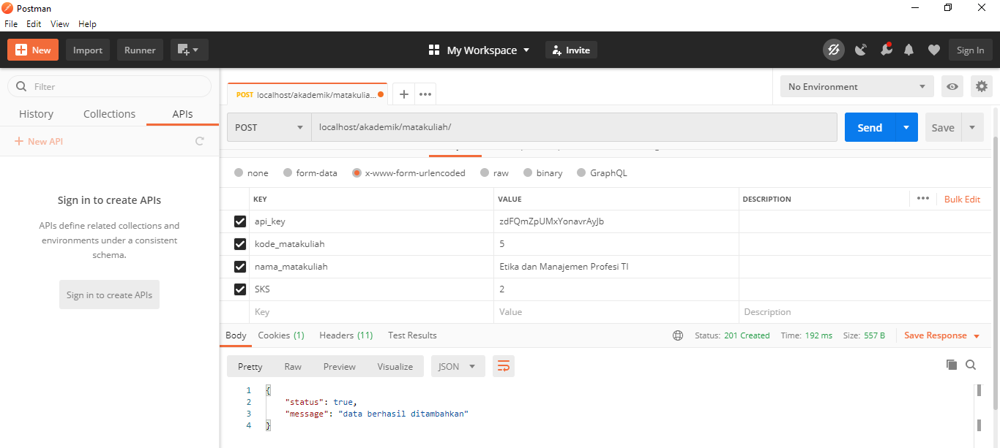 Postman
File Edit View Help
New Import Runner My Workspace Invite Sign In
Filter
History Collections APIs
New API
Sign in to create APIs
APIs define related collections and
environments under a consistent
schema.
Sign in to create APIs
POST localhost/akademik/matakulia...
No Environment
POST localhost/akademik/matakuliah/ Send Save
none form-data x-www-form-urlencoded raw binary GraphQL
KEY VALUE DESCRIPTION Bulk Edit
api_key zdFQmZpUMxYonavrAyJb
kode_matakuliah 5
nama_matakuliah Etika dan Manajemen Profesi TI
SKS 2
Key Value Description
Body Cookies (1) Headers (11) Test Results Status: 201 Created Time: 192 ms Size: 557 B Save Response
Pretty Raw Preview Visualize JSON
1 {
2 "status": true,
3 "message": "data berhasil ditambahkan"
4 }